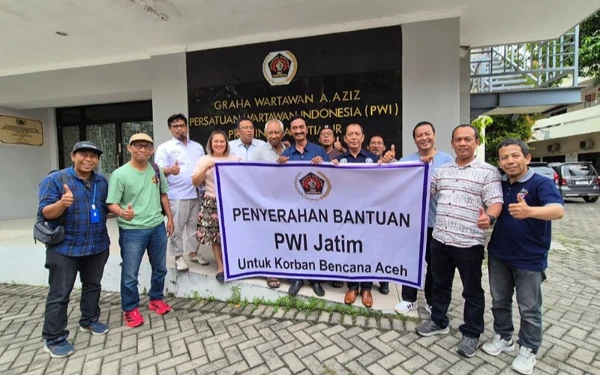 GRAHA WARTAWAN A.AZIZ
PERSATUAN WARTAWAN INDONESIA (PWI)
PENYERAHAN BANTUAN
PWI Jatim
Untuk Korban Bencana Aceh